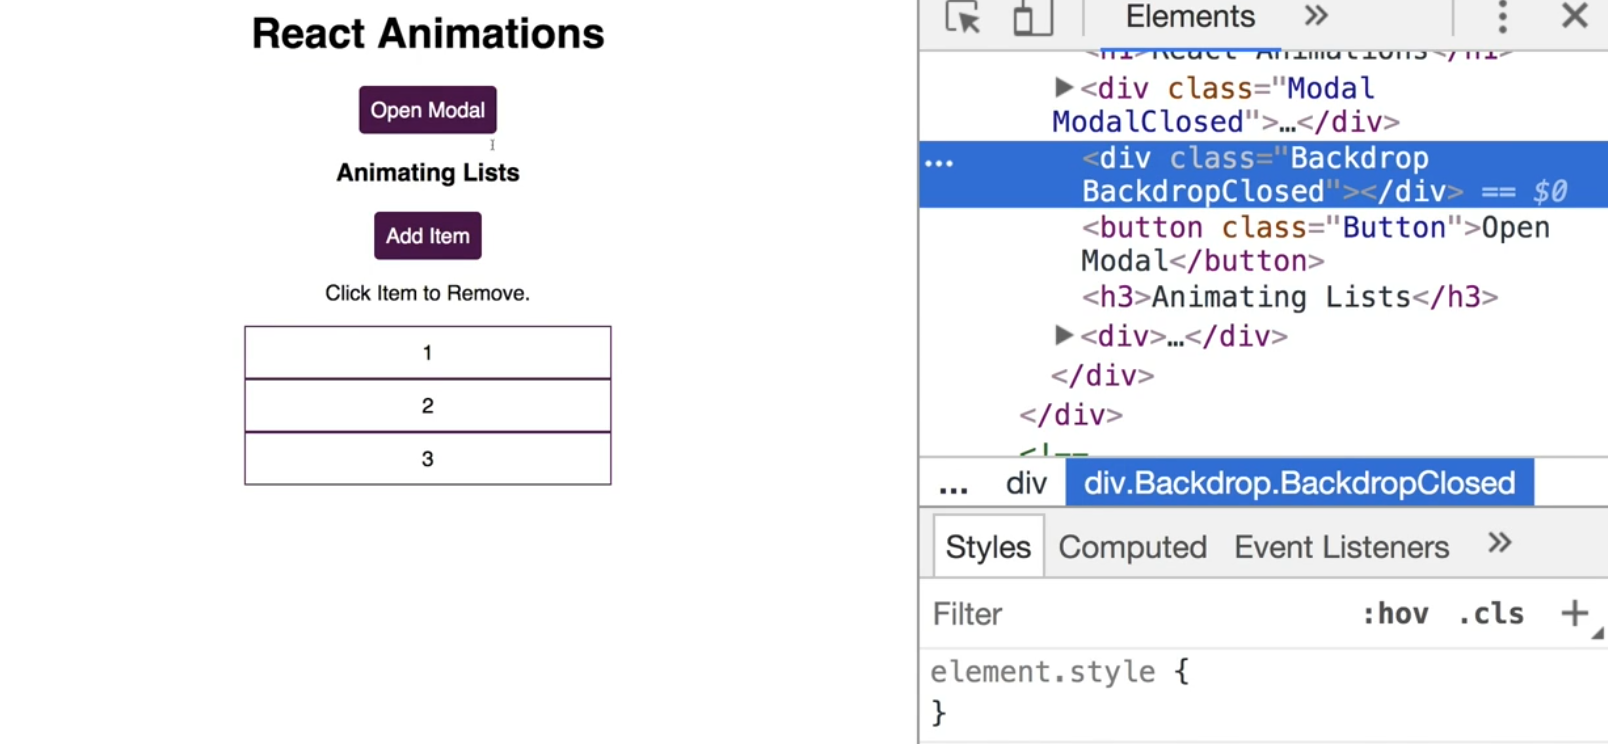 React Animations
Open Modal
Animating Lists
Add Item
Click Item to Remove.
1
2
3
Elements »
<h1>React Animations</h1>
▶<div class="Modal
ModalClosed">…</div>
… <div class="Backdrop
BackdropClosed"></div> == $0
<button class="Button">Open
Modal</button>
<h3>Animating Lists</h3>
▶<div>…</div>
</div>
</div>
<!--
... div div.Backdrop.BackdropClosed
Styles Computed Event Listeners »
Filter :hov .cls +
element.style {
}